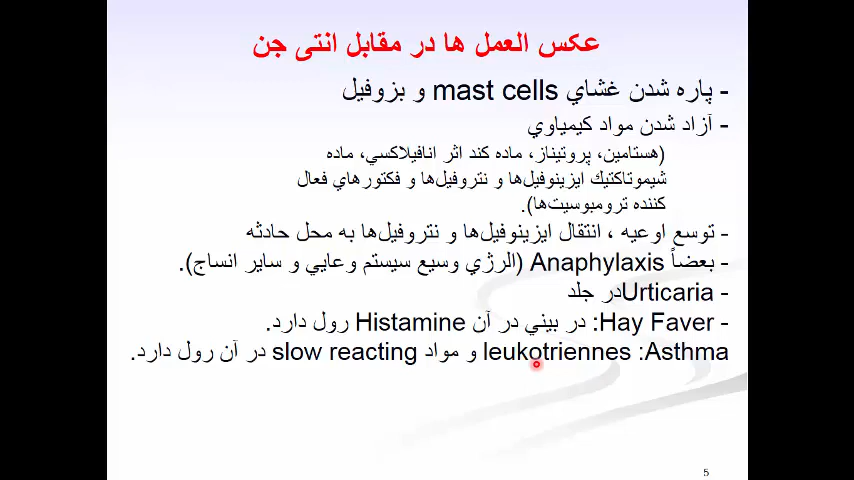 عكس العمل ها در مقابل انتى جن
- پاره شدن غشاي mast cells و بزوفيل
- آزاد شدن مواد كيمياوي
(هستامين، پروتيناز، ماده كند اثر انافيلاكسي، ماده
شيموتاكتيك ايزينوفيل‌ها و نتروفيل‌ها و فكتورهاي فعال
كننده ترومبوسيت‌ها).
- توسع اوعيه ، انتقال ايزينوفيل‌ها و نتروفيل‌ها به محل حادثه
- بعضاً Anaphylaxis (الرژي وسيع سيستم وعايي و ساير انساج).
- Urticaria در جلد
- Hay Faver: در بيني در آن Histamine رول دارد.
Asthma: leukotriennes و مواد slow reacting در آن رول دارد.
5